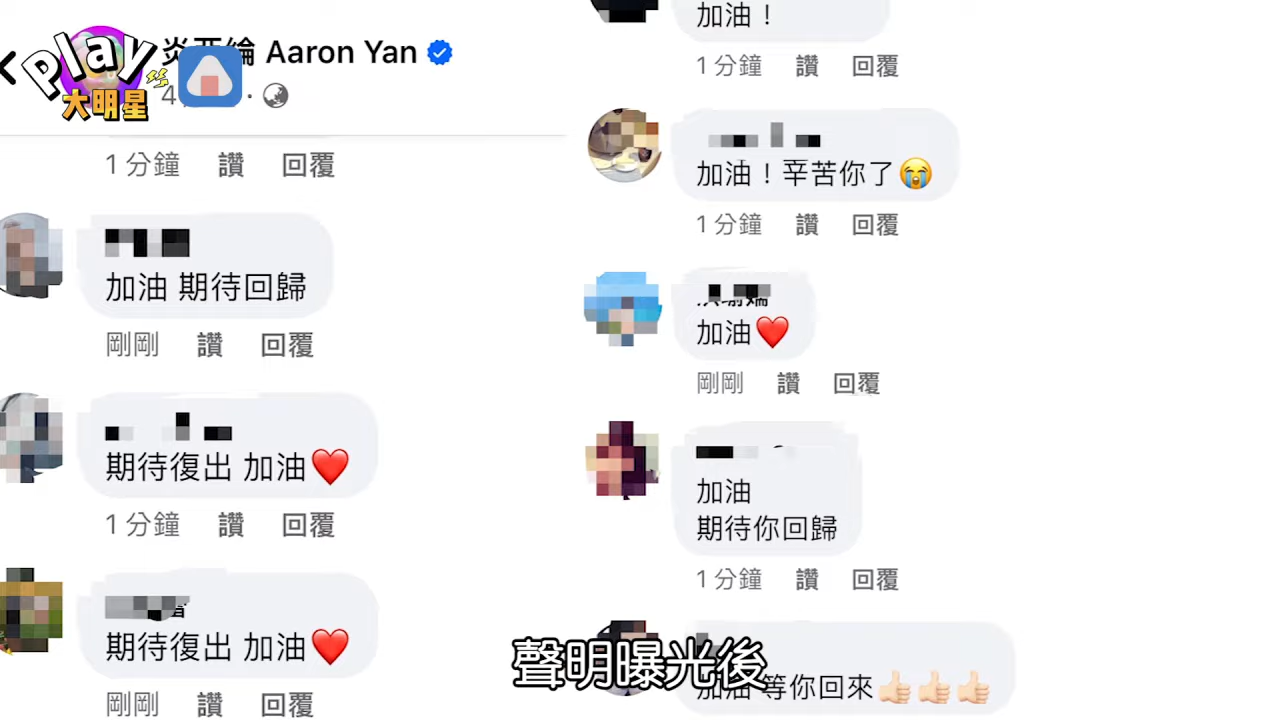 play
大明星
炎亞綸 Aaron Yan
1分鐘 讚 回覆
加油 期待回歸
剛剛 讚 回覆
期待復出 加油❤️
1分鐘 讚 回覆
期待復出 加油❤️
剛剛 讚 回覆
加油！
1分鐘 讚 回覆
加油！辛苦你了😭
1分鐘 讚 回覆
加油❤️
剛剛 讚 回覆
加油
期待你回歸
1分鐘 讚 回覆
加油 等你回來👍🏻👍🏻👍🏻
聲明曝光後